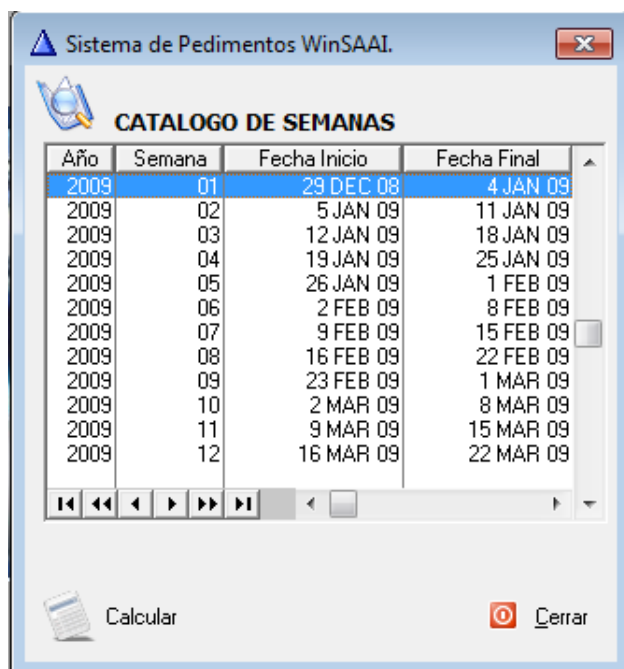 Sistema de Pedimentos WinSAAI.
CATALOGO DE SEMANAS
Año Semana Fecha Inicio Fecha Final
2009 01 29 DEC 08 4 JAN 09
2009 02 5 JAN 09 11 JAN 09
2009 03 12 JAN 09 18 JAN 09
2009 04 19 JAN 09 25 JAN 09
2009 05 26 JAN 09 1 FEB 09
2009 06 2 FEB 09 8 FEB 09
2009 07 9 FEB 09 15 FEB 09
2009 08 16 FEB 09 22 FEB 09
2009 09 23 FEB 09 1 MAR 09
2009 10 2 MAR 09 8 MAR 09
2009 11 9 MAR 09 15 MAR 09
2009 12 16 MAR 09 22 MAR 09
Calcular Cerrar